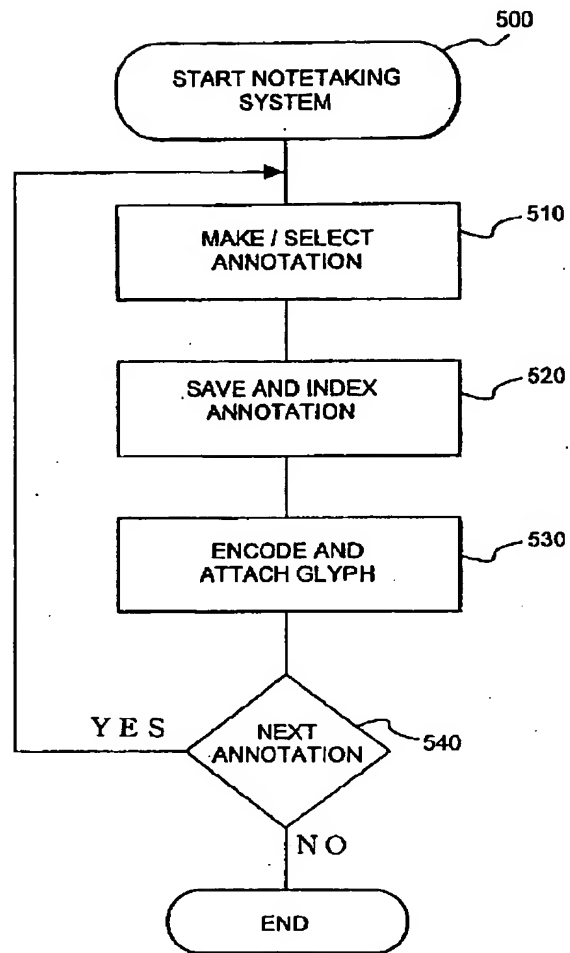 500
START NOTETAKING
SYSTEM
510
MAKE / SELECT
ANNOTATION
520
SAVE AND INDEX
ANNOTATION
530
ENCODE AND
ATTACH GLYPH
YES
NEXT
ANNOTATION
540
NO
END